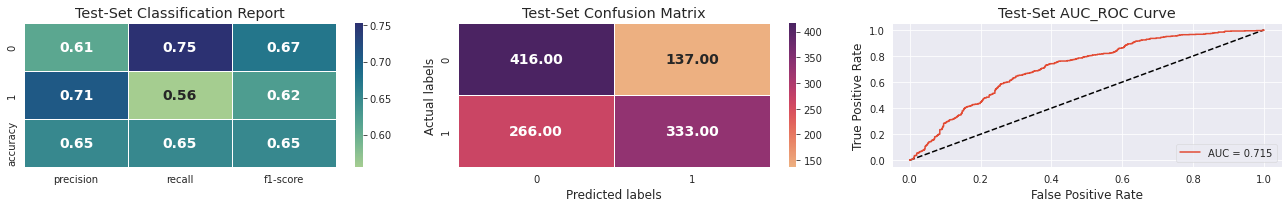 Test-Set Classification Report
0
1
accuracy
0.61 0.75 0.67
0.71 0.56 0.62
0.65 0.65 0.65
precision recall f1-score
0.75
0.70
0.65
0.60
Test-Set Confusion Matrix
Actual labels
0
1
416.00 137.00
266.00 333.00
0 1
Predicted labels
400
350
300
250
200
150
Test-Set AUC_ROC Curve
True Positive Rate
1.0
0.8
0.6
0.4
0.2
0.0
AUC = 0.715
0.0 0.2 0.4 0.6 0.8 1.0
False Positive Rate